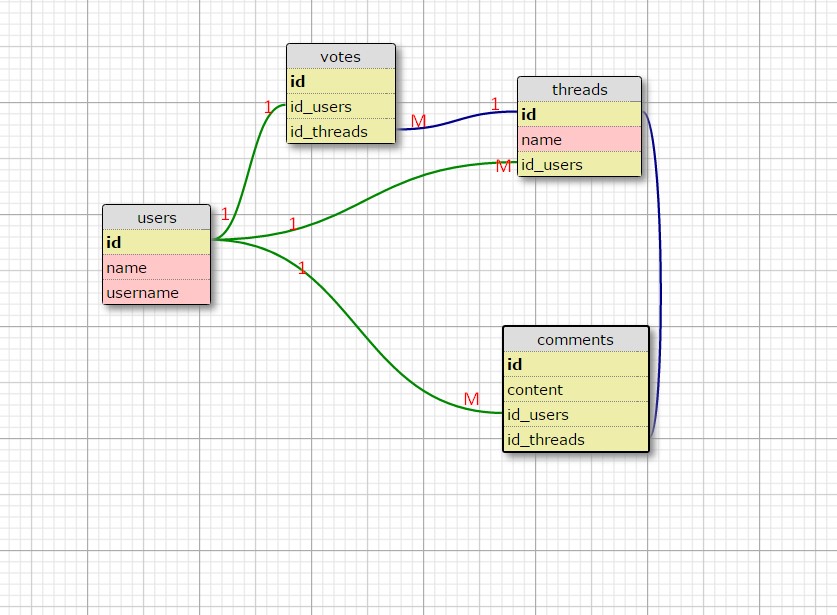 votes
id
id_users
id_threads
1
1
M
1
threads
id
name
id_users
M
1
1
users
id
name
username
M
comments
id
content
id_users
id_threads